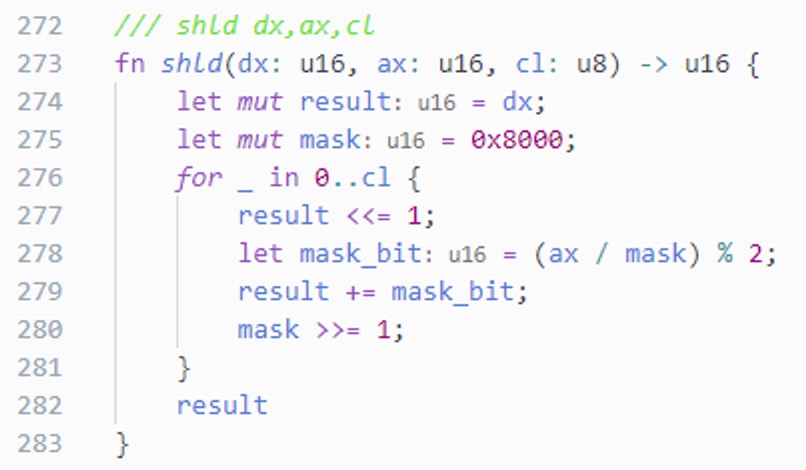 272 /// shld dx,ax,cl
273 fn shld(dx: u16, ax: u16, cl: u8) -> u16 {
274     let mut result: u16 = dx;
275     let mut mask: u16 = 0x8000;
276     for _ in 0..cl {
277         result <<= 1;
278         let mask_bit: u16 = (ax / mask) % 2;
279         result += mask_bit;
280         mask >>= 1;
281     }
282     result
283 }